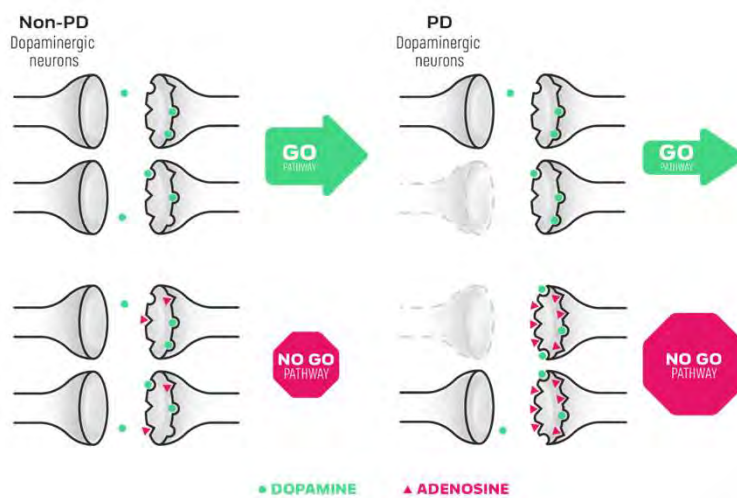 Non-PD
Dopaminergic
neurons
PD
Dopaminergic
neurons
GO
PATHWAY
GO
PATHWAY
NO GO
PATHWAY
NO GO
PATHWAY
DOPAMINE
ADENOSINE